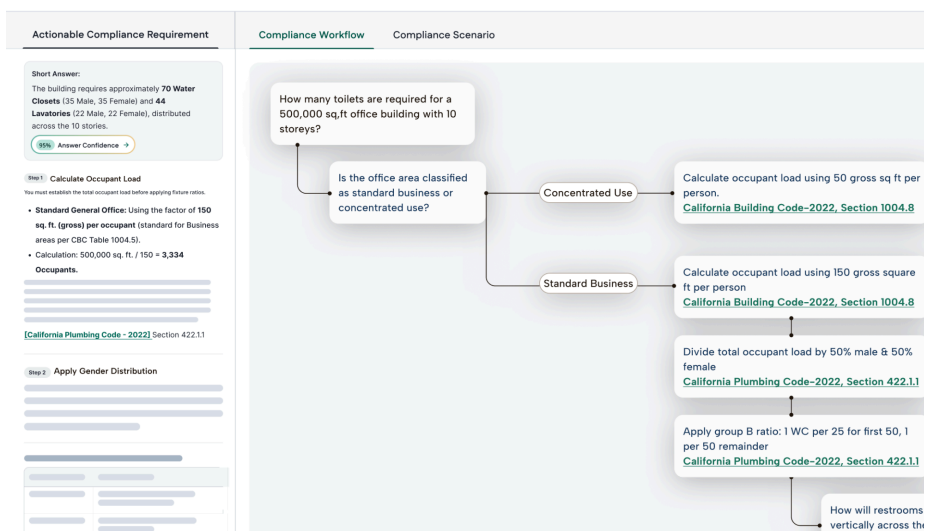 Actionable Compliance Requirement
Compliance Workflow
Compliance Scenario
Short Answer:
The building requires approximately 70 Water
Closets (35 Male, 35 Female) and 44
Lavatories (22 Male, 22 Female), distributed
across the 10 stories.
95% Answer Confidence →
Step 1 Calculate Occupant Load
You must establish the total occupant load before applying fixture ratios.
• Standard General Office: Using the factor of 150
sq. ft. (gross) per occupant (standard for Business
areas per CBC Table 1004.5).
• Calculation: 500,000 sq. ft. / 150 = 3,334
Occupants.
[California Plumbing Code - 2022] Section 422.1.1
Step 2 Apply Gender Distribution
How many toilets are required for a
500,000 sq,ft office building with 10
storeys?
Is the office area classified
as standard business or
concentrated use?
Concentrated Use
Calculate occupant load using 50 gross sq ft per
person.
California Building Code-2022, Section 1004.8
Standard Business
Calculate occupant load using 150 gross square
ft per person
California Building Code-2022, Section 1004.8
Divide total occupant load by 50% male & 50%
female
California Plumbing Code-2022, Section 422.1.1
Apply group B ratio: 1 WC per 25 for first 50, 1
per 50 remainder
California Plumbing Code-2022, Section 422.1.1
How will restrooms
vertically across the